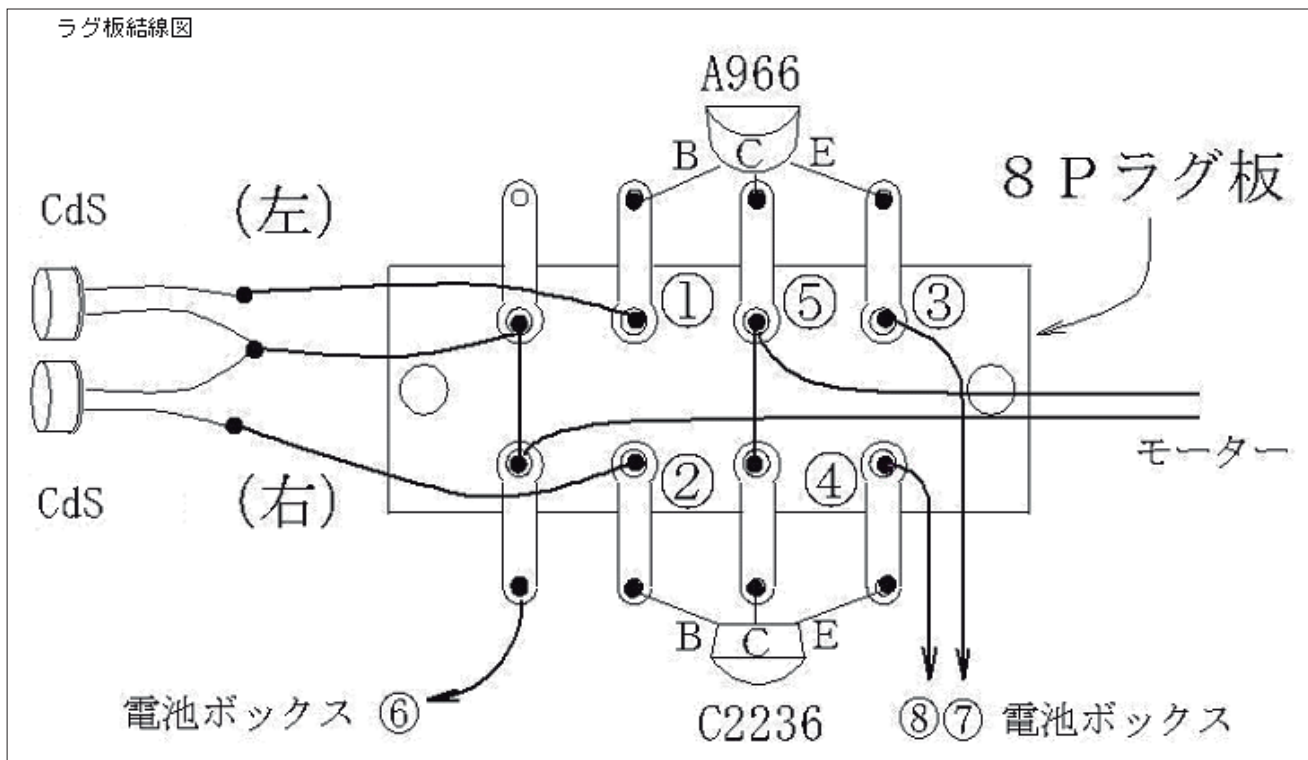 ラグ板結線図
A966
B C E
8Pラグ板
CdS (左)
① ⑤ ③
モーター
CdS (右)
② ④
B C E
電池ボックス ⑥
C2236
⑧⑦ 電池ボックス